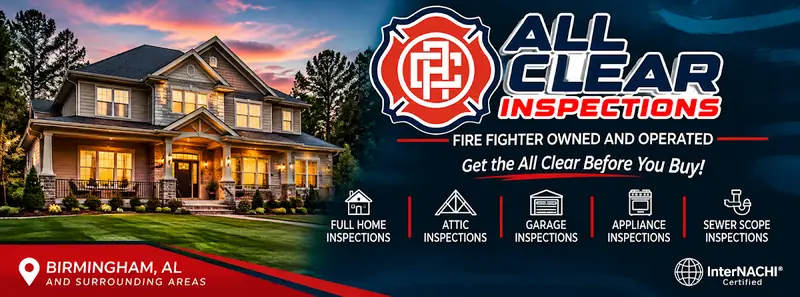 ALL
CLEAR
INSPECTIONS
FIRE FIGHTER OWNED AND OPERATED
Get the All Clear Before You Buy!
FULL HOME
INSPECTIONS
ATTIC
INSPECTIONS
GARAGE
INSPECTIONS
APPLIANCE
INSPECTIONS
SEWER SCOPE
INSPECTIONS
BIRMINGHAM, AL
AND SURROUNDING AREAS
InterNACHI®
Certified